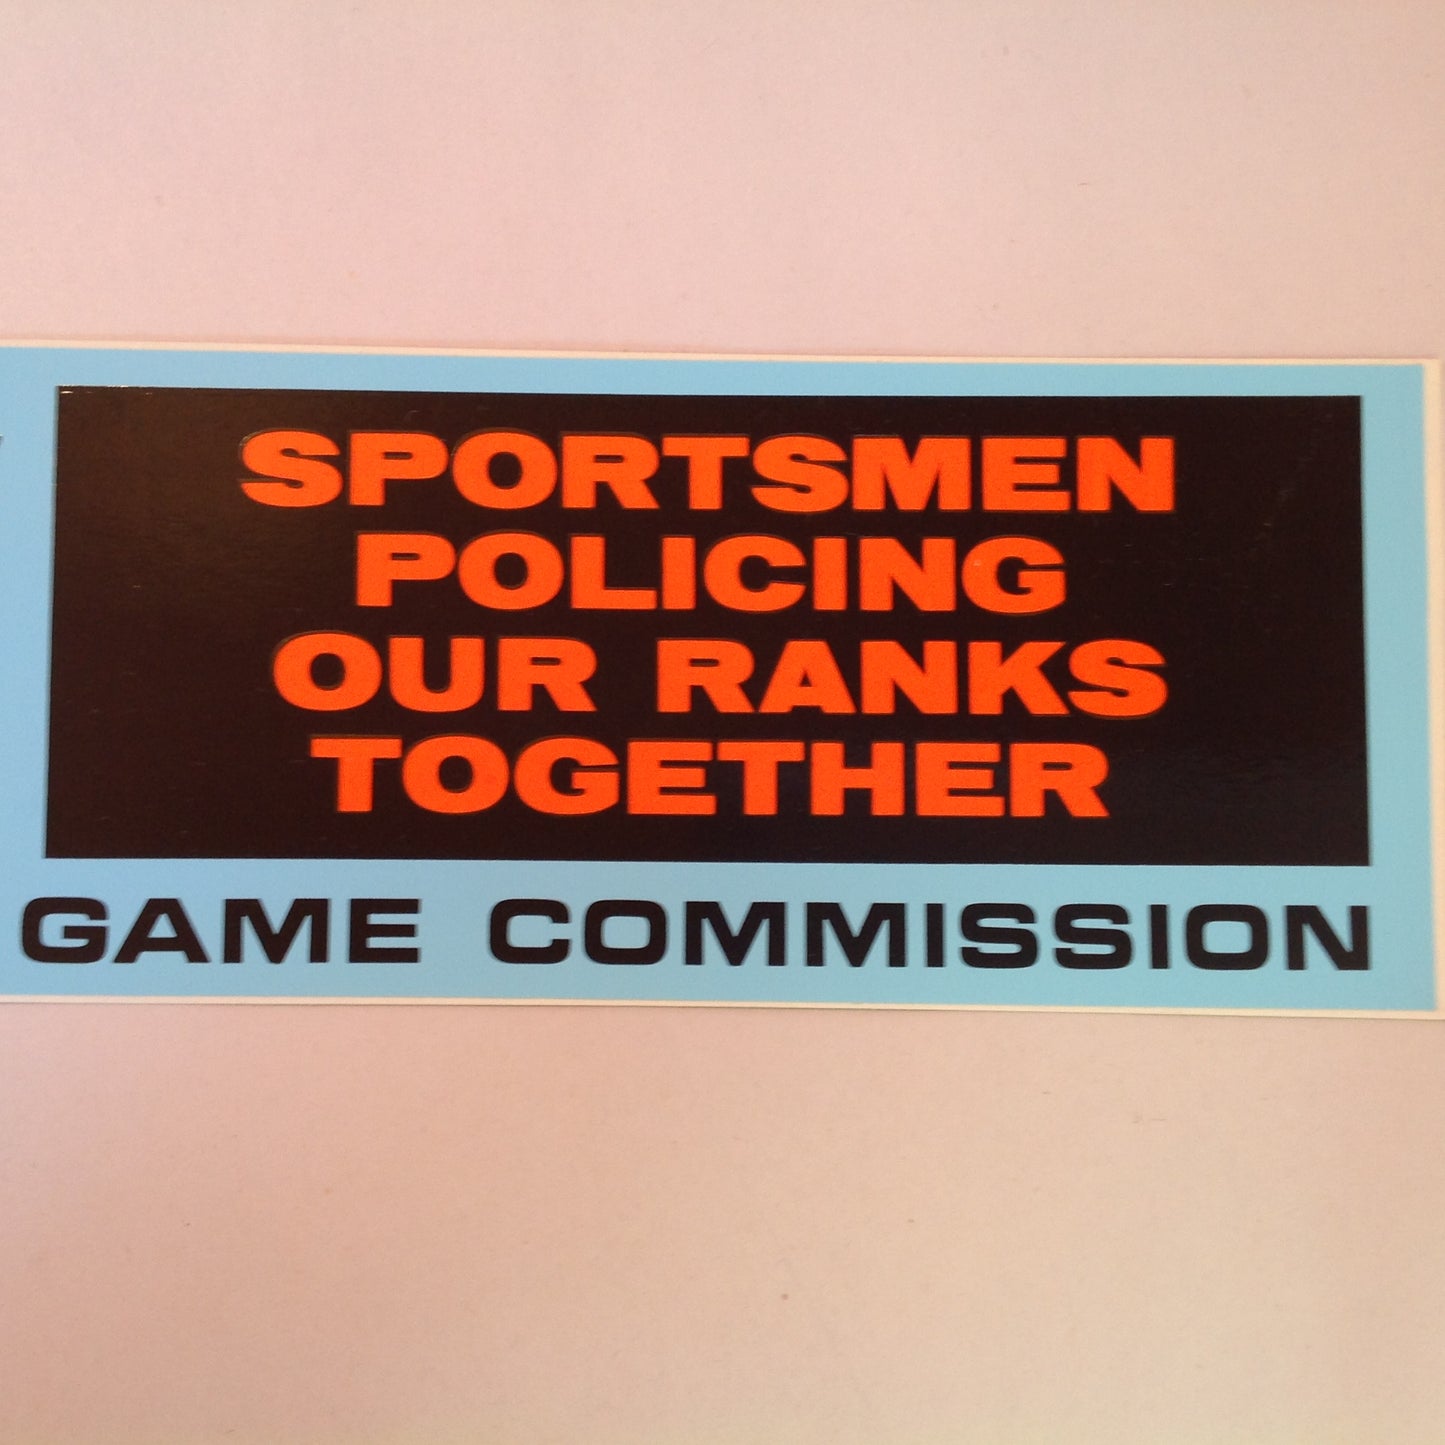 SPORTSMEN
POLICING
OUR RANKS
TOGETHER
GAME COMMISSION